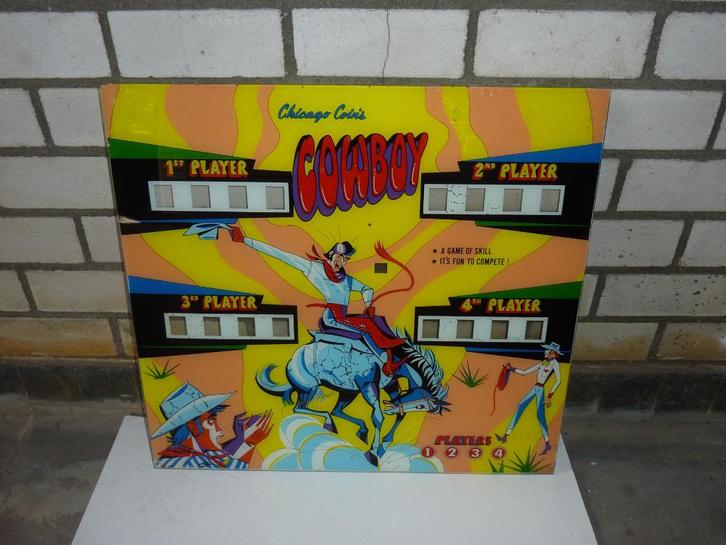 Chicago Coin's
COWBOY
1ST PLAYER
2ND PLAYER
★ A GAME OF SKILL
★ IT'S FUN TO COMPETE!
3RD PLAYER
4TH PLAYER
PLAYERS
1 2 3 4